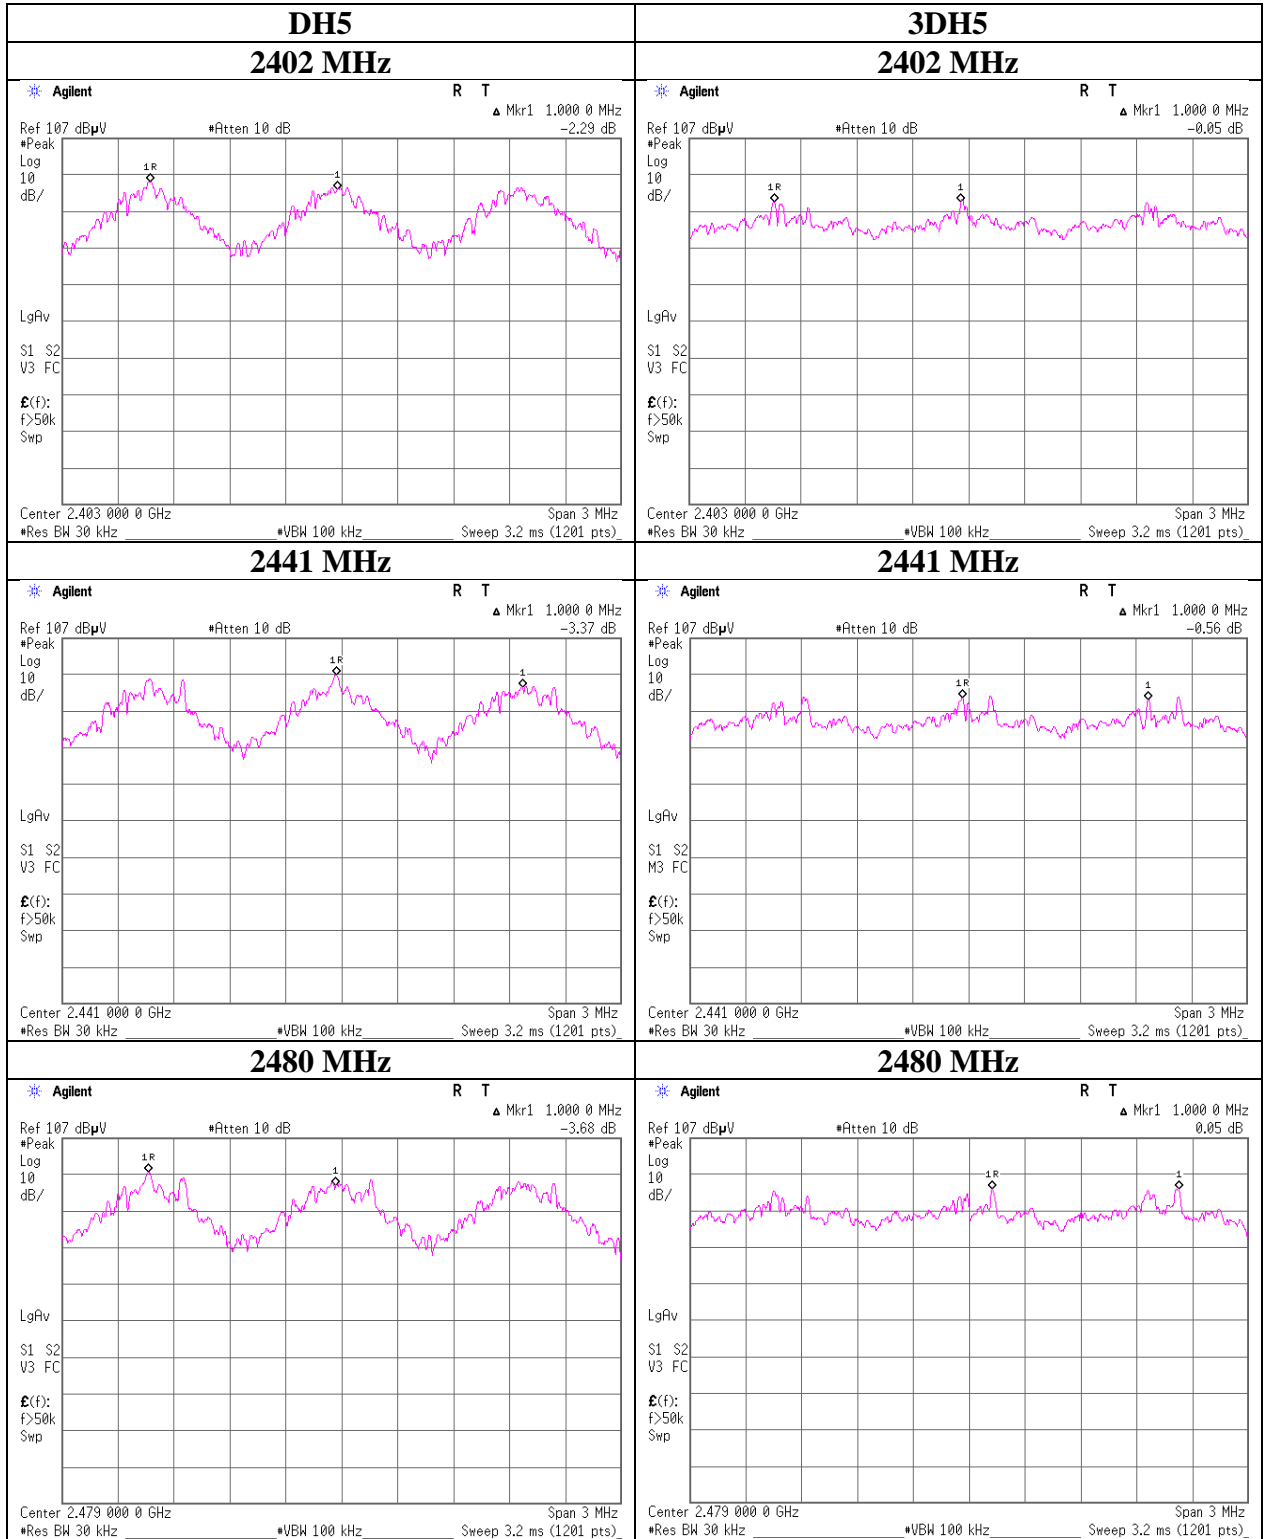 DH5 3DH5
2402 MHz 2402 MHz
Agilent R T
Δ Mkr1 1.000 0 MHz
Ref 107 dBµV #Atten 10 dB -2.29 dB
#Peak
Log
10
dB/
1R
1
LgAv
S1 S2
V3 FC
£(f):
f>50k
Swp
Center 2.403 000 0 GHz Span 3 MHz
#Res BW 30 kHz #VBW 100 kHz Sweep 3.2 ms (1201 pts)
Agilent R T
Δ Mkr1 1.000 0 MHz
Ref 107 dBµV #Atten 10 dB -0.05 dB
#Peak
Log
10
dB/
1R
1
LgAv
S1 S2
V3 FC
£(f):
f>50k
Swp
Center 2.403 000 0 GHz Span 3 MHz
#Res BW 30 kHz #VBW 100 kHz Sweep 3.2 ms (1201 pts)
2441 MHz 2441 MHz
Agilent R T
Δ Mkr1 1.000 0 MHz
Ref 107 dBµV #Atten 10 dB -3.37 dB
#Peak
Log
10
dB/
1R
1
LgAv
S1 S2
V3 FC
£(f):
f>50k
Swp
Center 2.441 000 0 GHz Span 3 MHz
#Res BW 30 kHz #VBW 100 kHz Sweep 3.2 ms (1201 pts)
Agilent R T
Δ Mkr1 1.000 0 MHz
Ref 107 dBµV #Atten 10 dB -0.56 dB
#Peak
Log
10
dB/
1R
1
LgAv
S1 S2
M3 FC
£(f):
f>50k
Swp
Center 2.441 000 0 GHz Span 3 MHz
#Res BW 30 kHz #VBW 100 kHz Sweep 3.2 ms (1201 pts)
2480 MHz 2480 MHz
Agilent R T
Δ Mkr1 1.000 0 MHz
Ref 107 dBµV #Atten 10 dB -3.68 dB
#Peak
Log
10
dB/
1R
1
LgAv
S1 S2
V3 FC
£(f):
f>50k
Swp
Center 2.479 000 0 GHz Span 3 MHz
#Res BW 30 kHz #VBW 100 kHz Sweep 3.2 ms (1201 pts)
Agilent R T
Δ Mkr1 1.000 0 MHz
Ref 107 dBµV #Atten 10 dB 0.05 dB
#Peak
Log
10
dB/
1R
1
LgAv
S1 S2
V3 FC
£(f):
f>50k
Swp
Center 2.479 000 0 GHz Span 3 MHz
#Res BW 30 kHz #VBW 100 kHz Sweep 3.2 ms (1201 pts)